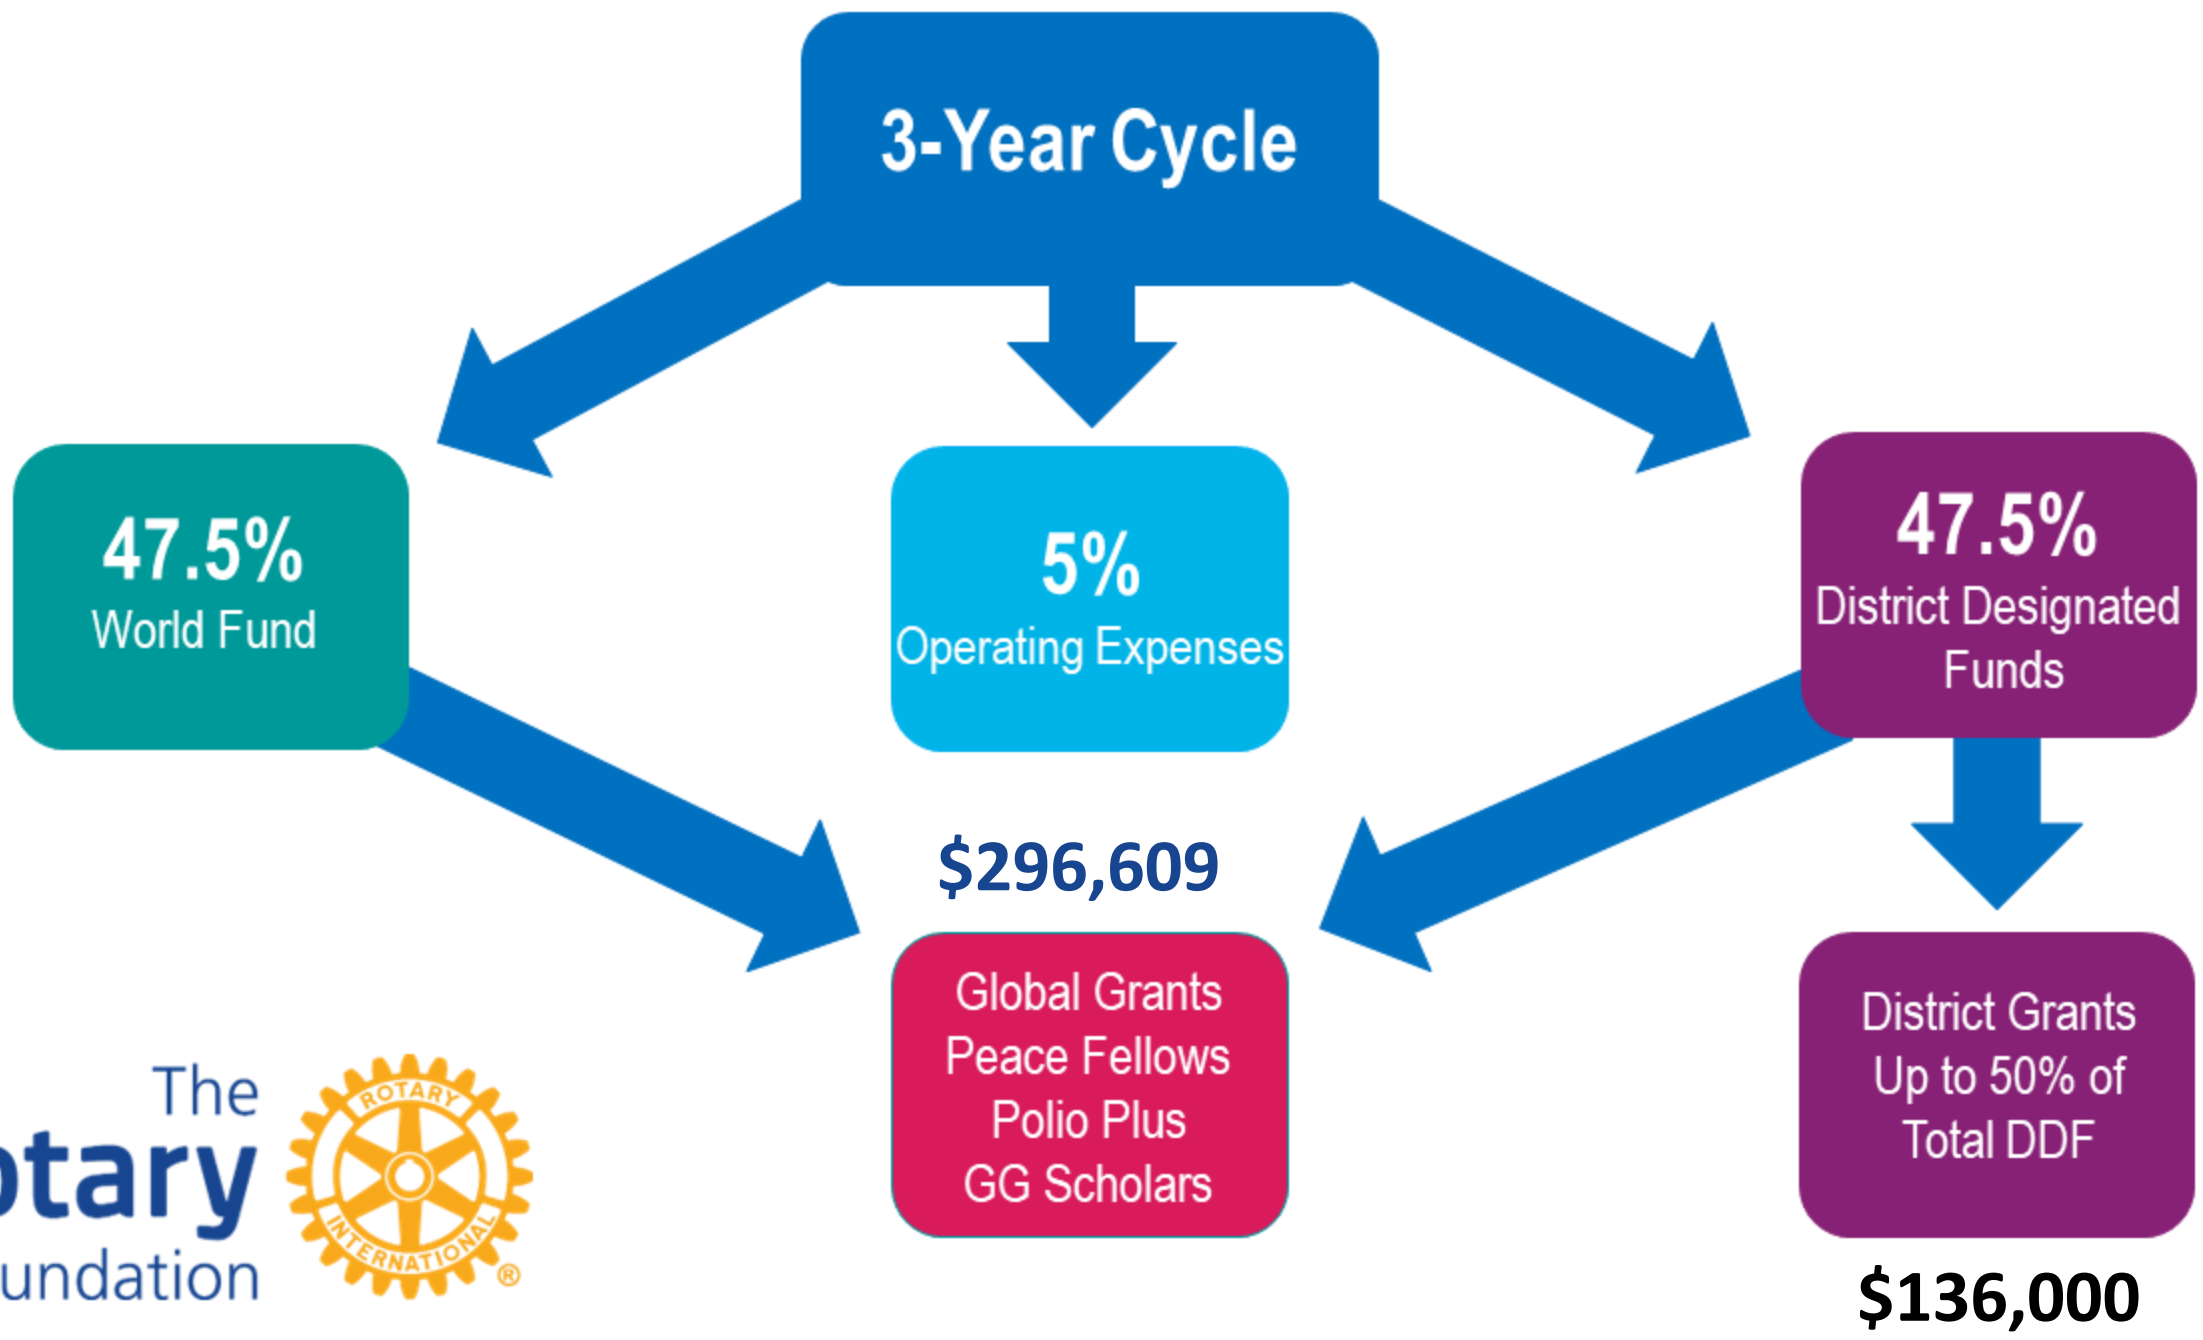 3-Year Cycle
47.5%
World Fund
5%
Operating Expenses
47.5%
District Designated
Funds
$296,609
Global Grants
Peace Fellows
Polio Plus
GG Scholars
District Grants
Up to 50% of
Total DDF
$136,000
The
otary
undation
ROTARY
INTERNATIONAL
®